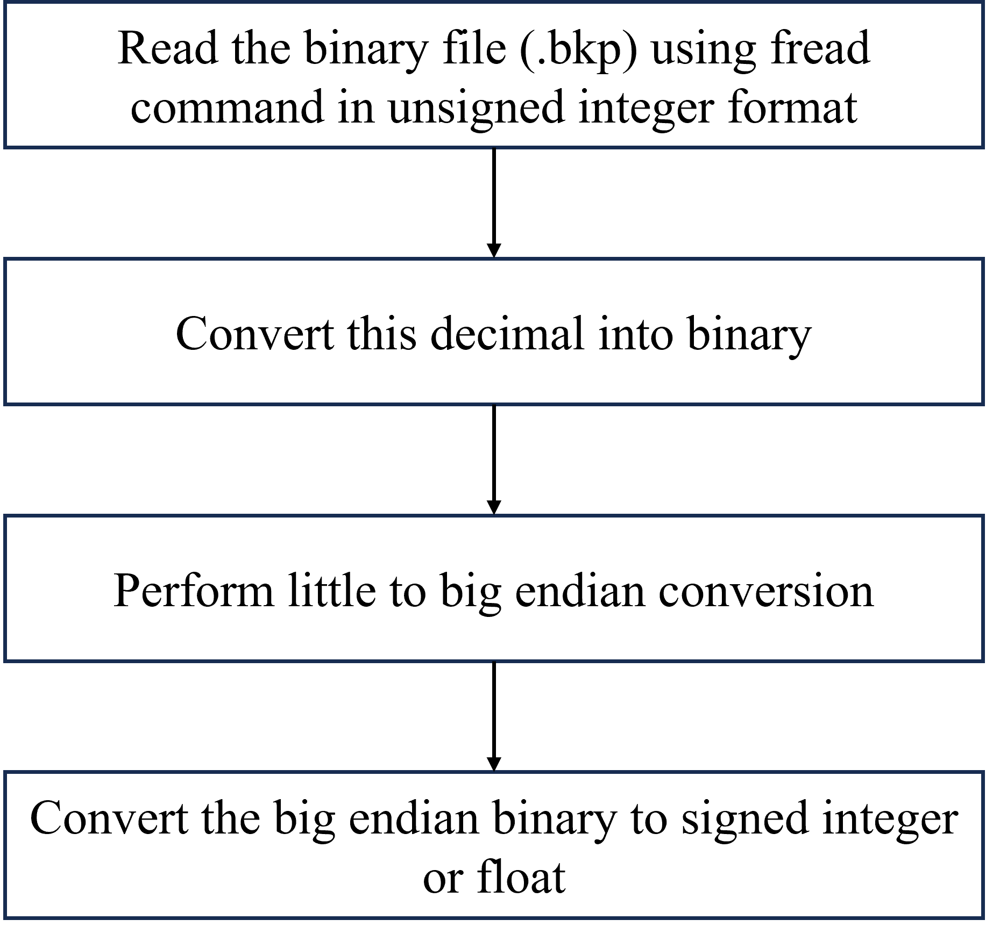 Read the binary file (.bkp) using fread
command in unsigned integer format
Convert this decimal into binary
Perform little to big endian conversion
Convert the big endian binary to signed integer
or float